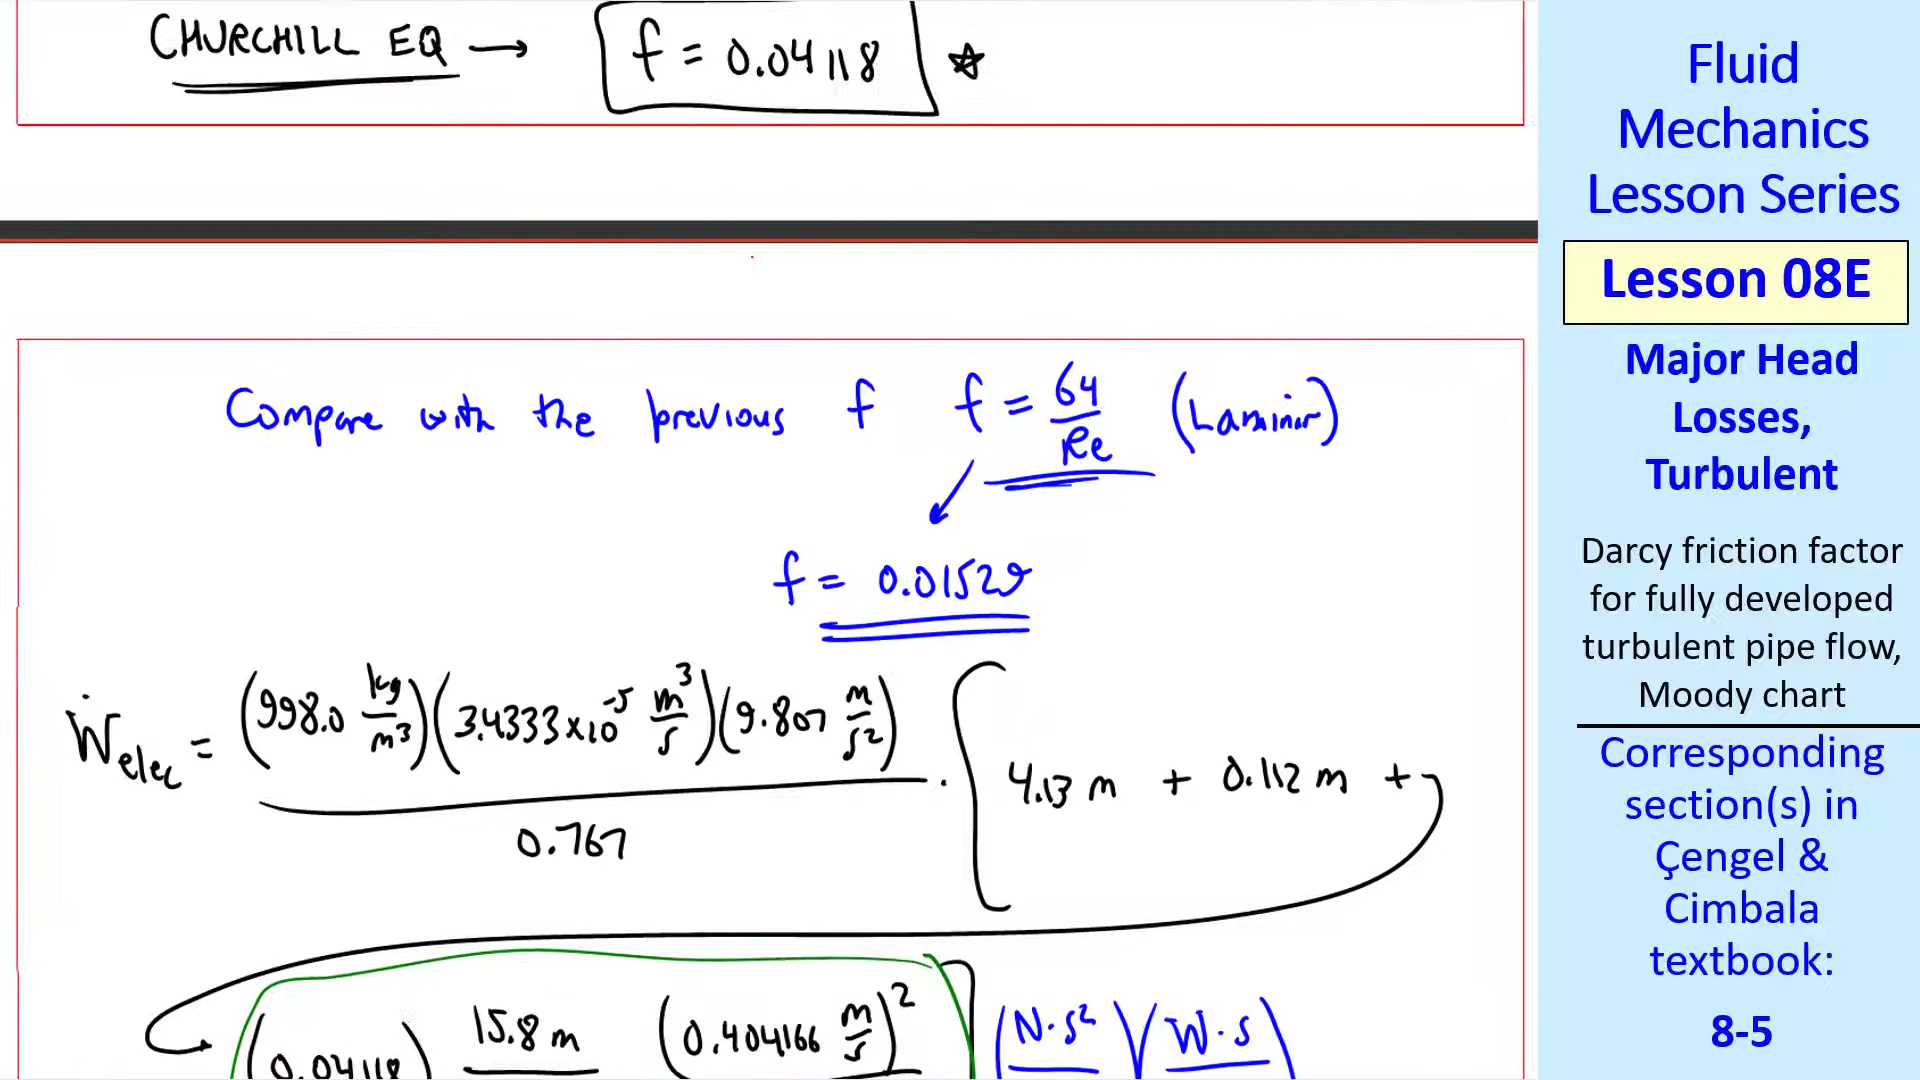 CHURCHILL EQ → f = 0.04118 ☆
Compare with the previous f f = 64/Re (Laminar)
f = 0.01529
Ẇelec = (998.0 kg/m³)(3.4333×10⁻⁵ m³/s)(9.807 m/s²) / 0.767 · [4.13 m + 0.112 m +
(0.04118) 15.8 m (0.404166 m/s)² ] (N·s² )( W·s )
Fluid
Mechanics
Lesson Series
Lesson 08E
Major Head
Losses,
Turbulent
Darcy friction factor
for fully developed
turbulent pipe flow,
Moody chart
Corresponding
section(s) in
Çengel &
Cimbala
textbook:
8-5